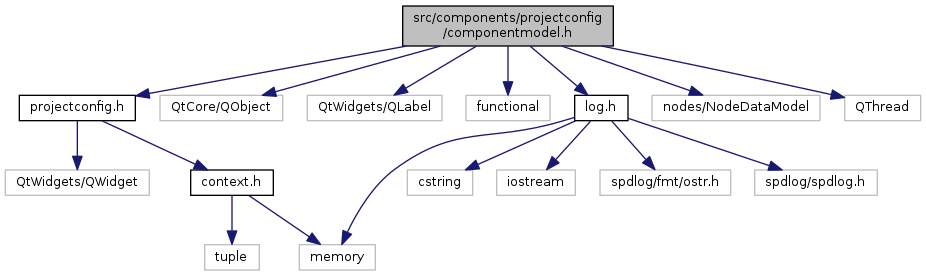 src/components/projectconfig
/componentmodel.h
projectconfig.h
QtCore/QObject
QtWidgets/QLabel
functional
log.h
nodes/NodeDataModel
QThread
QtWidgets/QWidget
context.h
cstring
iostream
spdlog/fmt/ostr.h
spdlog/spdlog.h
tuple
memory